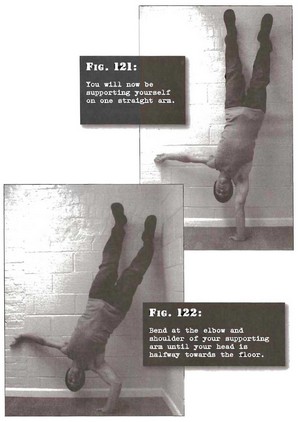 FIG. 121:
You will now be
supporting yourself
on one straight arm.
FIG. 122:
Bend at the elbow and
shoulder of your supporting
arm until your head is
halfway towards the floor.